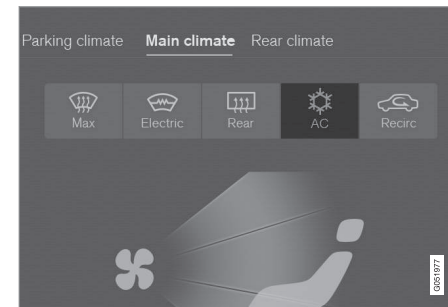 Parking climate Main climate Rear climate
Max Electric Rear AC Recirc
G051977